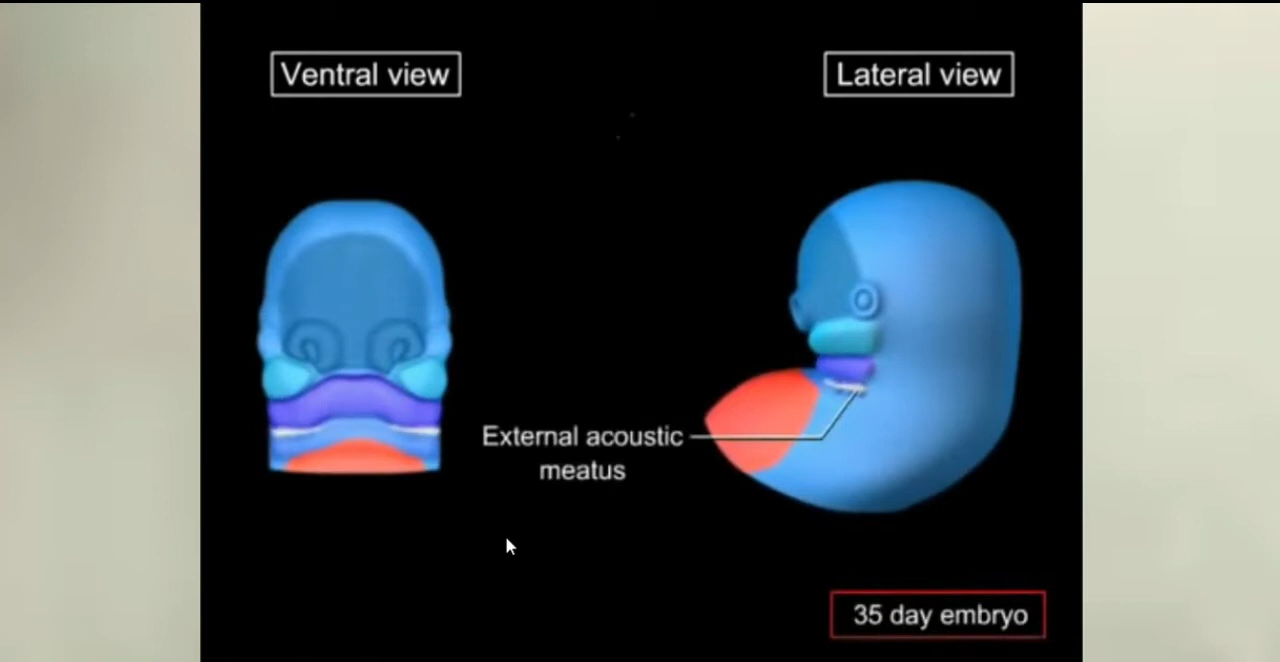 Ventral view
Lateral view
External acoustic
meatus
35 day embryo